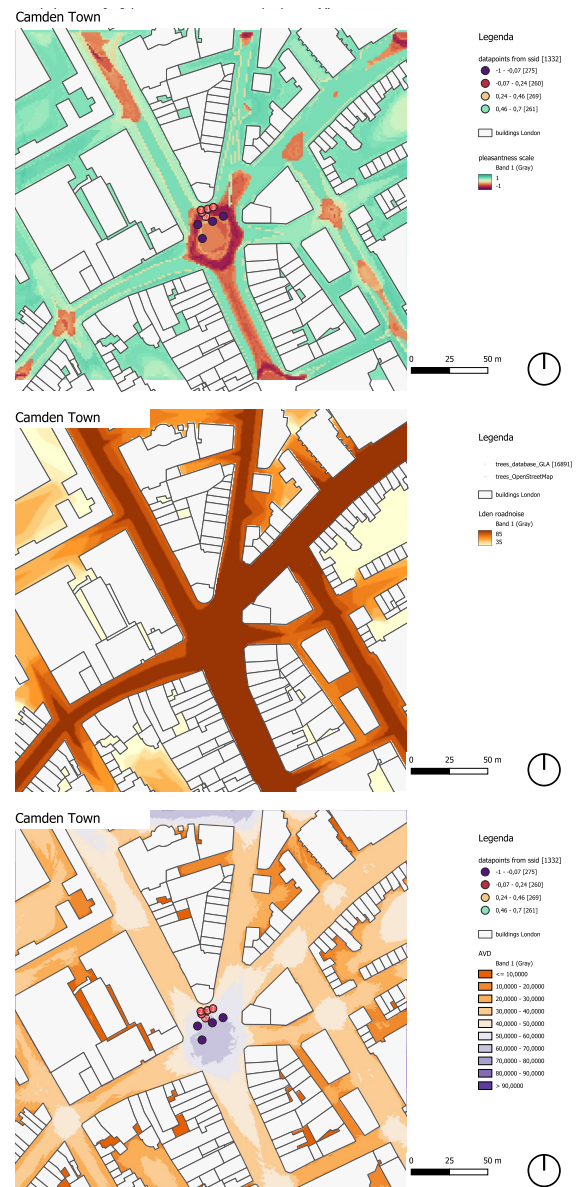 Camden Town
Legenda
datapoints from ssid [1332]
-1 - -0,07 [275]
-0,07 - 0,24 [260]
0,24 - 0,46 [269]
0,46 - 0,7 [261]
buildings London
pleasantness scale
Band 1 (Gray)
1
-1
0 25 50 m
Camden Town
Legenda
trees_database_GLA [16891]
trees_OpenStreetMap
buildings London
Lden roadnoise
Band 1 (Gray)
85
35
0 25 50 m
Camden Town
Legenda
datapoints from ssid [1332]
-1 - -0,07 [275]
-0,07 - 0,24 [260]
0,24 - 0,46 [269]
0,46 - 0,7 [261]
buildings London
AVD
Band 1 (Gray)
<= 10,0000
10,0000 - 20,0000
20,0000 - 30,0000
30,0000 - 40,0000
40,0000 - 50,0000
50,0000 - 60,0000
60,0000 - 70,0000
70,0000 - 80,0000
80,0000 - 90,0000
> 90,0000
0 25 50 m